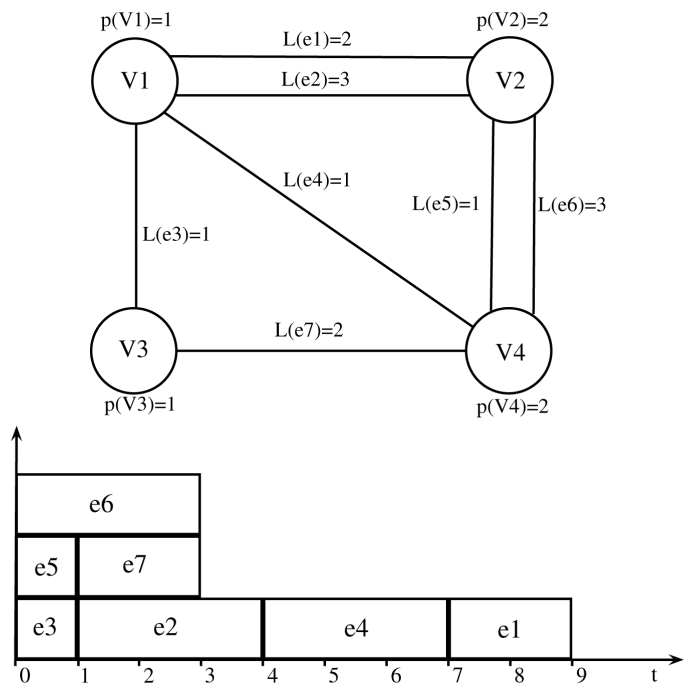 p(V1)=1
p(V2)=2
L(e1)=2
V1
L(e2)=3
V2
L(e4)=1
L(e5)=1
L(e6)=3
L(e3)=1
L(e7)=2
V3
V4
p(V3)=1
p(V4)=2
e6
e5 e7
e3 e2 e4 e1
0 1 2 3 4 5 6 7 8 9 t